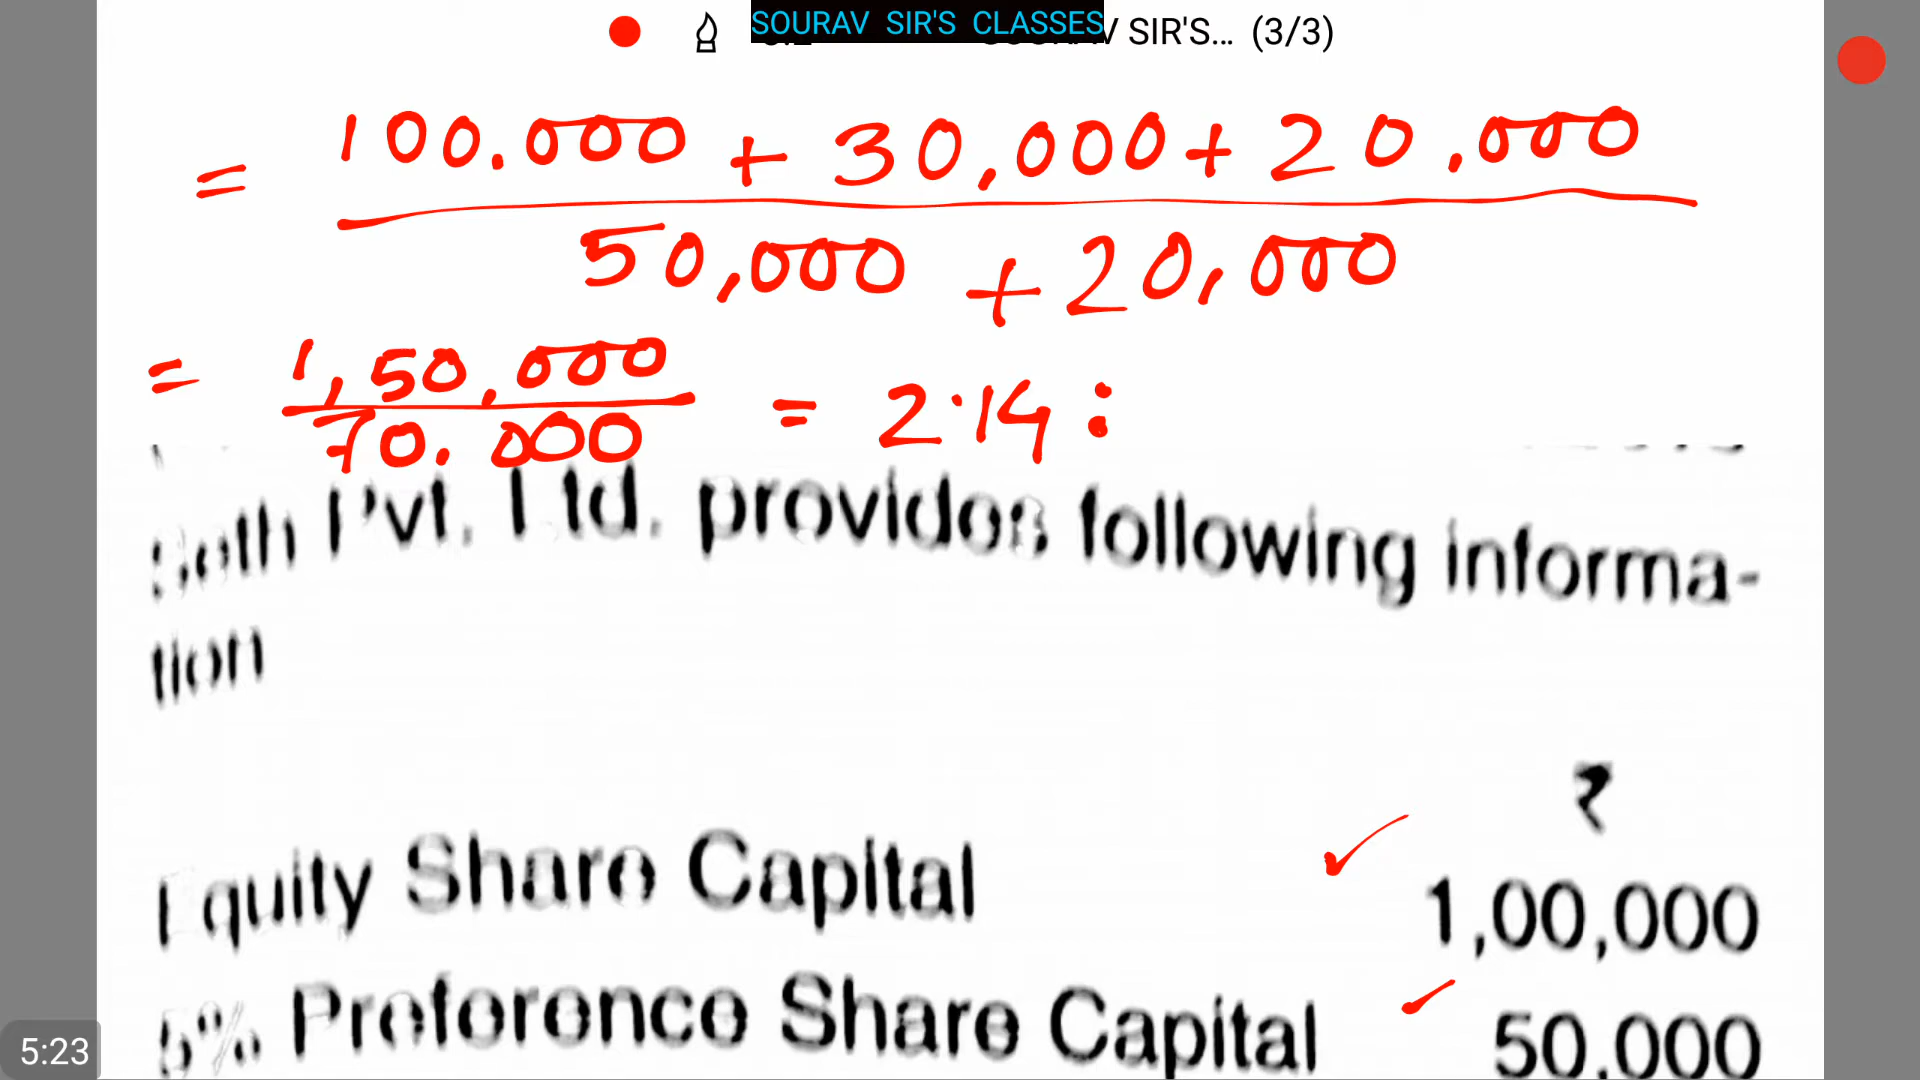 SOURAV SIR'S CLASSES
V SIR'S... (3/3)
= 100.000 + 30,000 + 20.000
50,000 + 20,000
= 1,50,000 = 2.14 :
70.000
Pvt. Ltd. provides following informa-
tion
₹
Equity Share Capital 1,00,000
5% Preference Share Capital 50,000
5:23